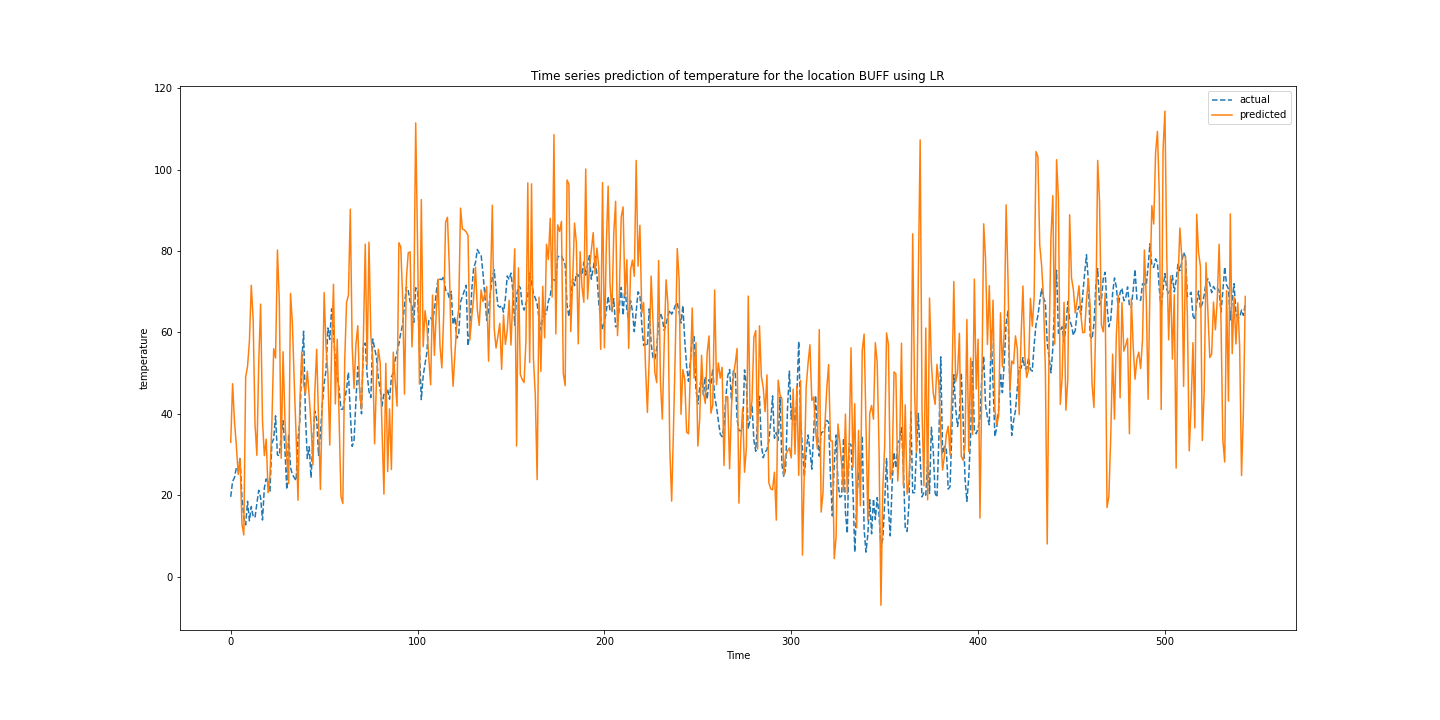 Time series prediction of temperature for the location BUFF using LR
actual
predicted
120
100
80
60
40
20
0
temperature
0 100 200 300 400 500
Time